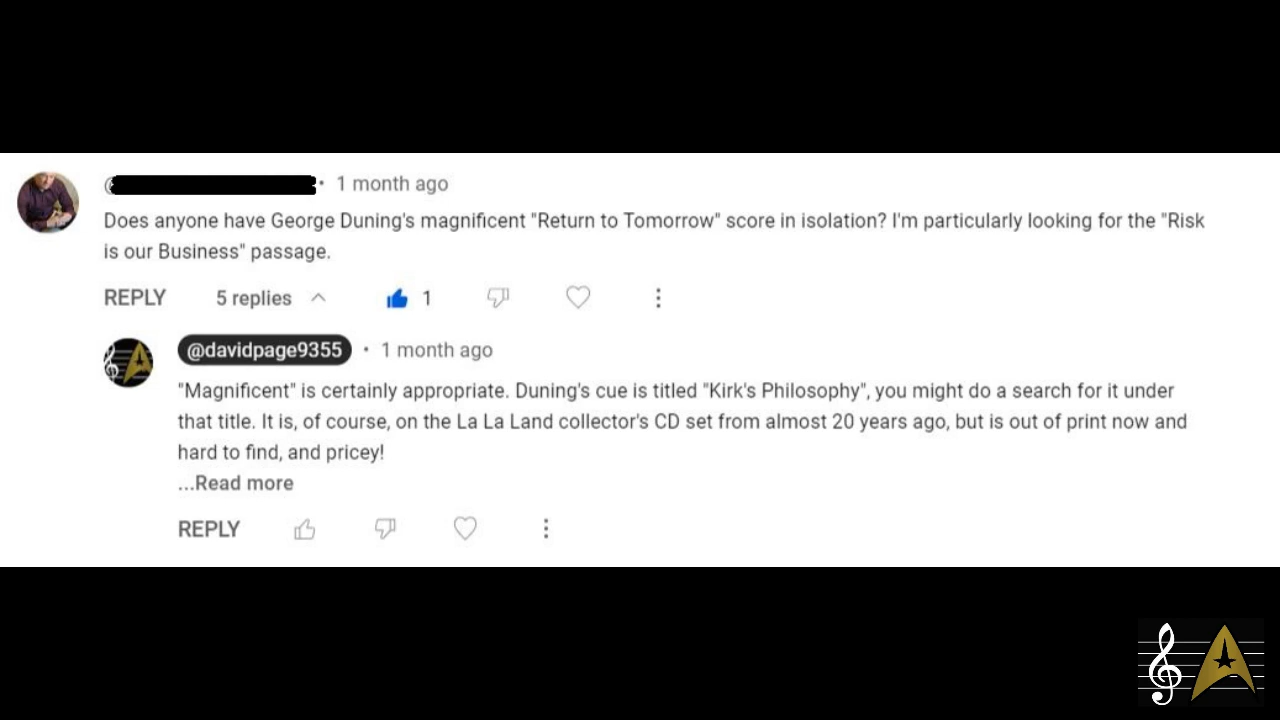 1 month ago
Does anyone have George Duning's magnificent "Return to Tomorrow" score in isolation? I'm particularly looking for the "Risk
is our Business" passage.
REPLY 5 replies 1
@davidpage9355 • 1 month ago
"Magnificent" is certainly appropriate. Duning's cue is titled "Kirk's Philosophy", you might do a search for it under
that title. It is, of course, on the La La Land collector's CD set from almost 20 years ago, but is out of print now and
hard to find, and pricey!
...Read more
REPLY